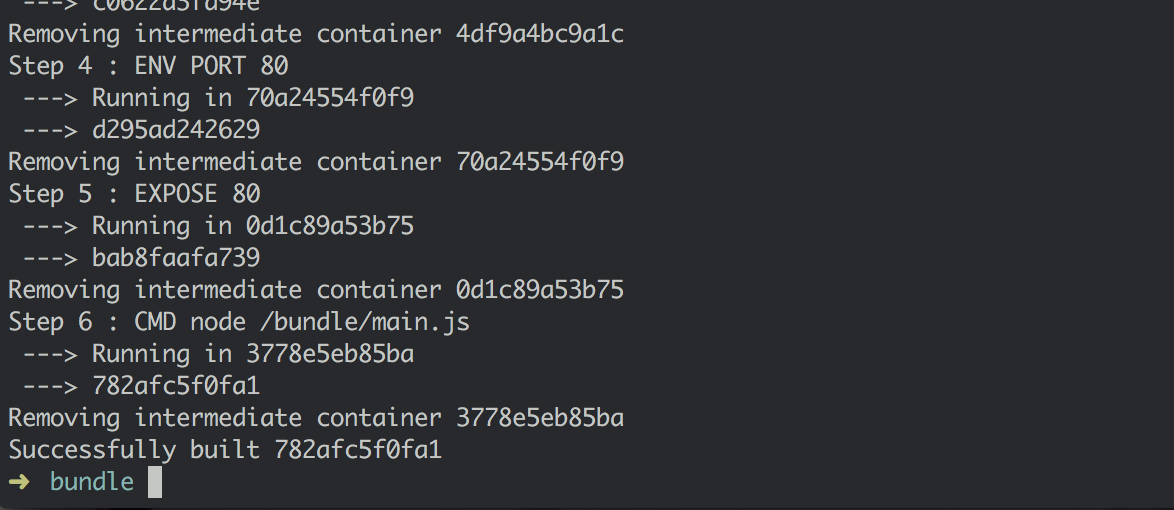 ---> c0622a3fd94e
Removing intermediate container 4df9a4bc9a1c
Step 4 : ENV PORT 80
---> Running in 70a24554f0f9
---> d295ad242629
Removing intermediate container 70a24554f0f9
Step 5 : EXPOSE 80
---> Running in 0d1c89a53b75
---> bab8faafa739
Removing intermediate container 0d1c89a53b75
Step 6 : CMD node /bundle/main.js
---> Running in 3778e5eb85ba
---> 782afc5f0fa1
Removing intermediate container 3778e5eb85ba
Successfully built 782afc5f0fa1
➜ bundle